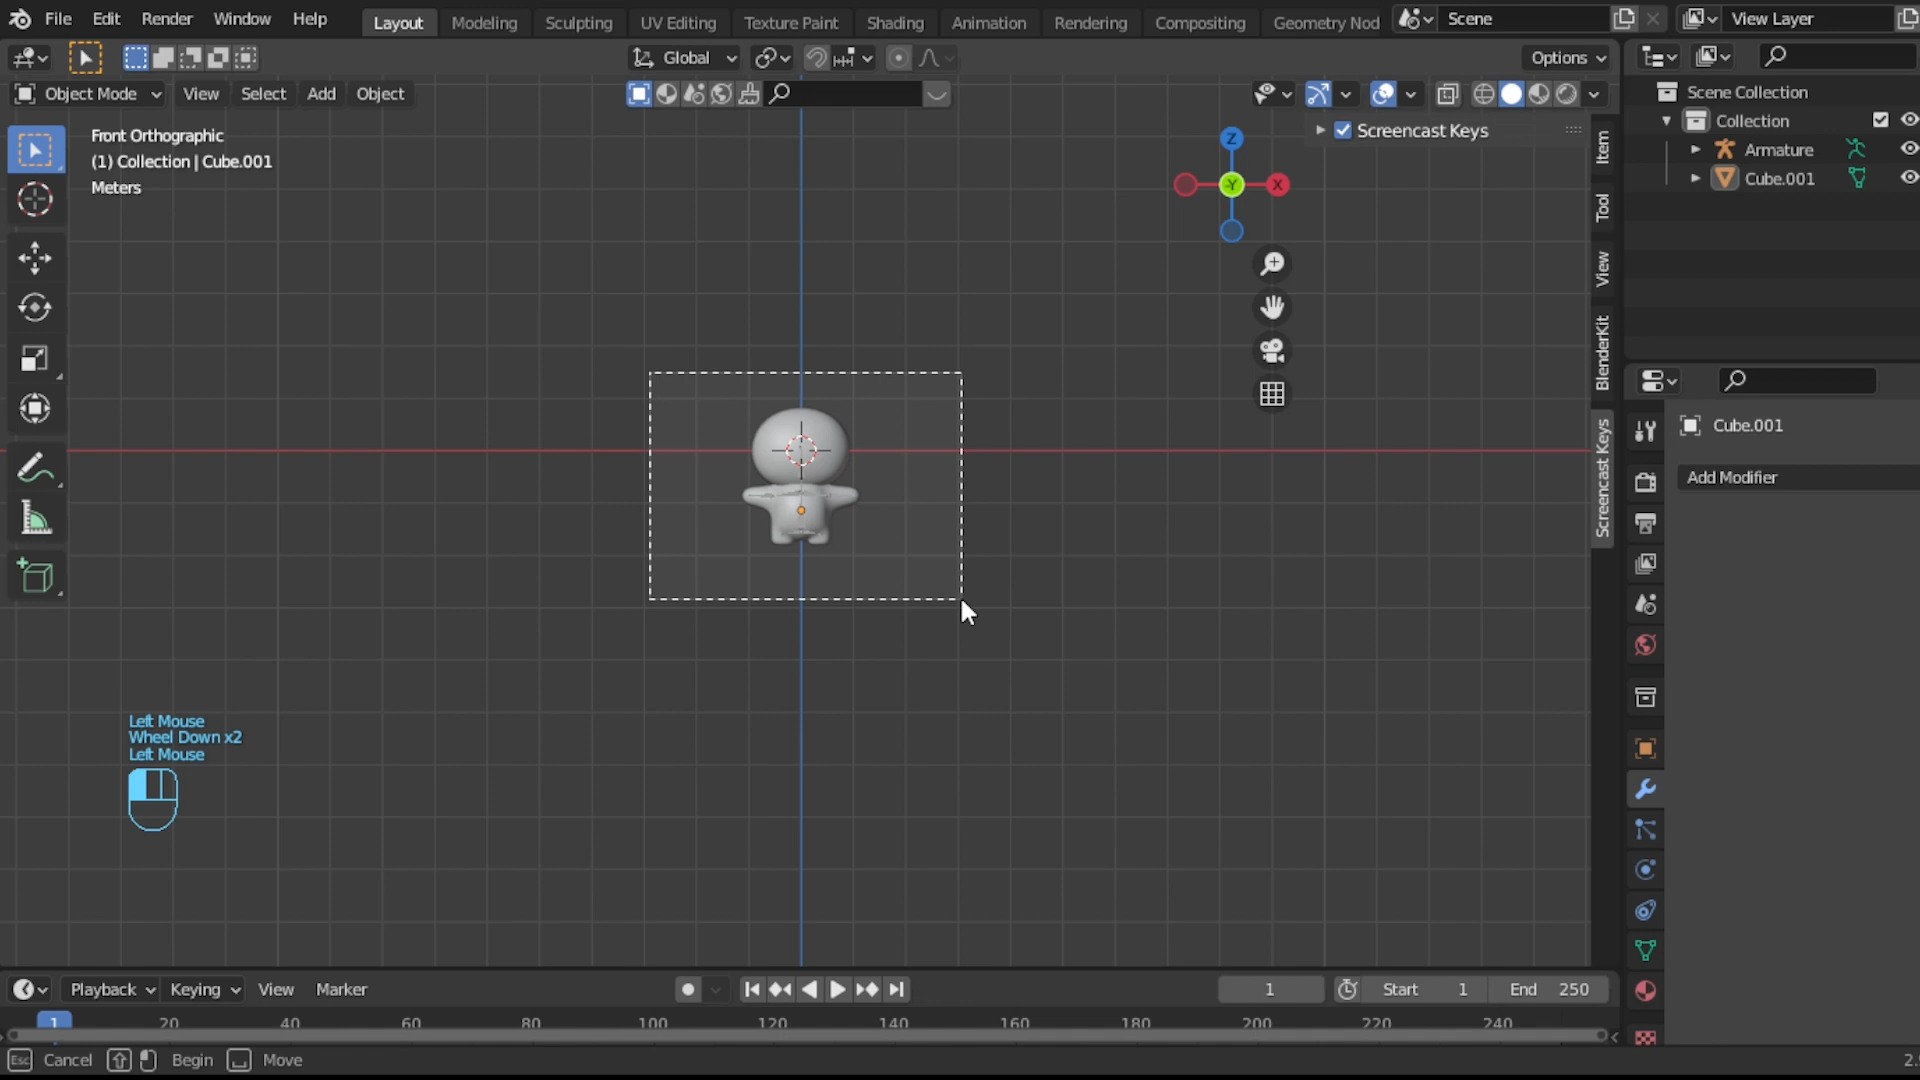 File Edit Render Window Help Layout Modeling Sculpting UV Editing Texture Paint Shading Animation Rendering Compositing Geometry Nod Scene View Layer
Global Options
Object Mode View Select Add Object
Front Orthographic
(1) Collection | Cube.001
Meters
Z
-Y
X
Screencast Keys
Item
Tool
View
BlenderKit
Screencast Keys
Scene Collection
Collection
Armature
Cube.001
Cube.001
Add Modifier
Left Mouse
Wheel Down x2
Left Mouse
Playback Keying View Marker 1 Start 1 End 250
1 20 40 60 80 100 120 140 160 180 200 220 240
Esc Cancel Begin Move 2.